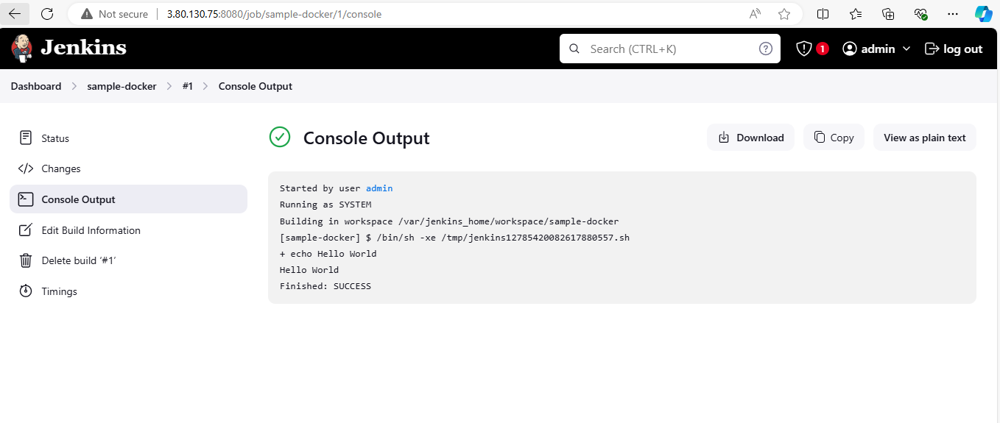 Not secure 3.80.130.75:8080/job/sample-docker/1/console
Jenkins Search (CTRL+K) ? 1 admin log out
Dashboard sample-docker #1 Console Output
Status
Changes
Console Output
Edit Build Information
Delete build ‘#1’
Timings
Console Output Download Copy View as plain text
Started by user admin
Running as SYSTEM
Building in workspace /var/jenkins_home/workspace/sample-docker
[sample-docker] $ /bin/sh -xe /tmp/jenkins12785420082617880557.sh
+ echo Hello World
Hello World
Finished: SUCCESS